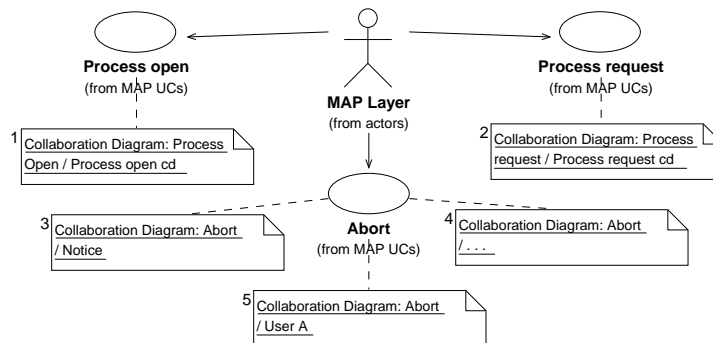 Process open
(from MAP UCs)
Process request
(from MAP UCs)
MAP Layer
(from actors)
1
Collaboration Diagram: Process
Open / Process open cd
2
Collaboration Diagram: Process
request / Process request cd
3
Collaboration Diagram: Abort
/ Notice
Abort
(from MAP UCs)
4
Collaboration Diagram: Abort
/ . . .
5
Collaboration Diagram: Abort
/ User A